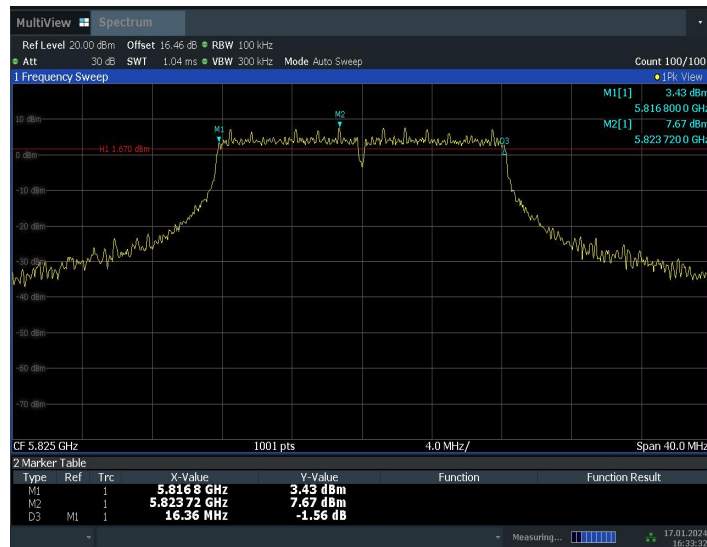 MultiView Spectrum
Ref Level 20.00 dBm Offset 16.46 dB RBW 100 kHz
Att 30 dB SWT 1.04 ms VBW 300 kHz Mode Auto Sweep Count 100/100
1 Frequency Sweep 1Pk View
M1[1] 3.43 dBm
5.816 800 0 GHz
M2[1] 7.67 dBm
5.823 720 0 GHz
M2
10 dBm
M1
H1 1.670 dBm
D3
0 dBm
-10 dBm
-20 dBm
-30 dBm
-40 dBm
-50 dBm
-60 dBm
-70 dBm
CF 5.825 GHz 1001 pts 4.0 MHz/ Span 40.0 MHz
2 Marker Table
Type Ref Trc X-Value Y-Value Function Function Result
M1 1 5.816 8 GHz 3.43 dBm
M2 1 5.823 72 GHz 7.67 dBm
D3 M1 1 16.36 MHz -1.56 dB
Measuring... 17.01.2024
16:33:32